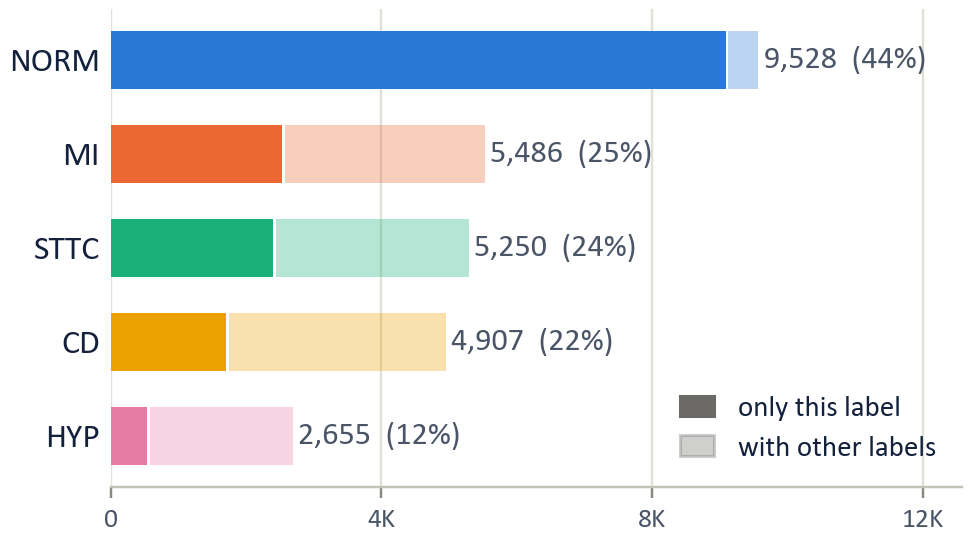 NORM 9,528 (44%)
MI 5,486 (25%)
STTC 5,250 (24%)
CD 4,907 (22%)
HYP 2,655 (12%)
only this label
with other labels
0 4K 8K 12K